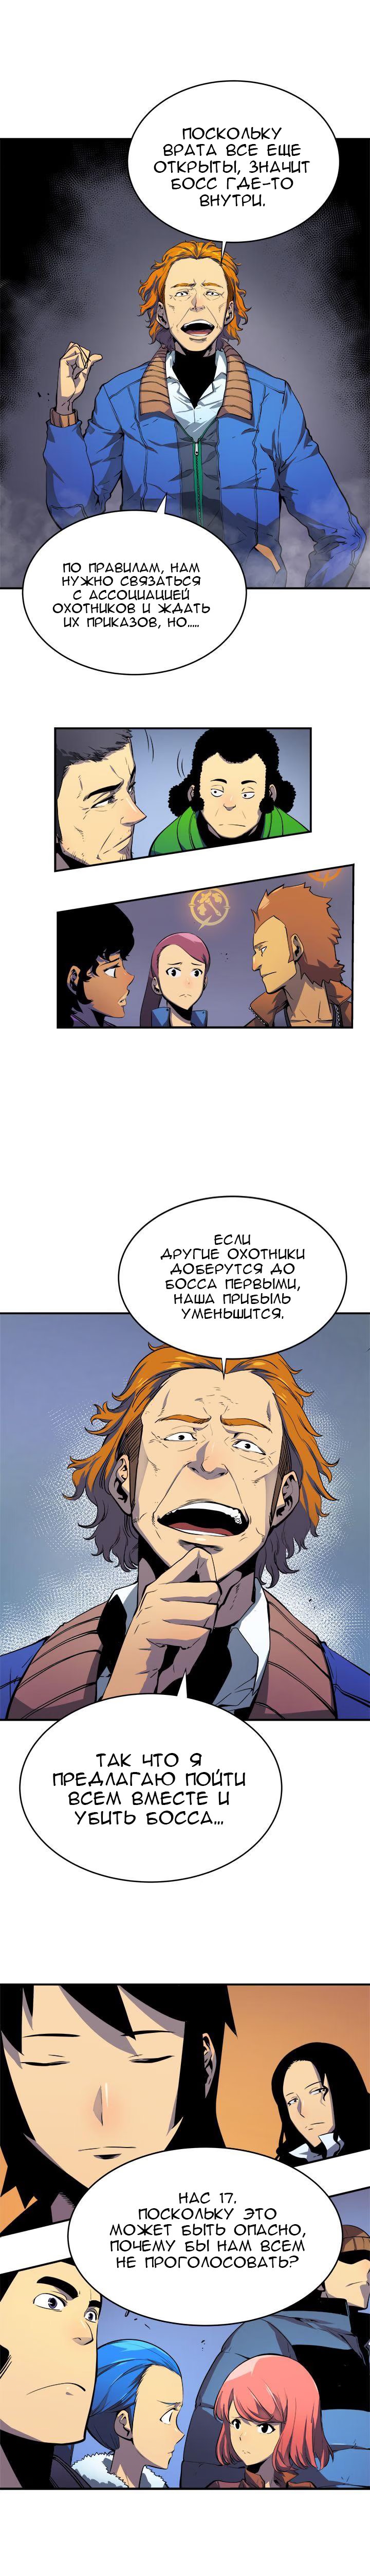 ПОСКОЛЬКУ
ВРАТА ВСЕ ЕЩЕ
ОТКРЫТЫ, ЗНАЧИТ
БОСС ГДЕ-ТО
ВНУТРИ.
ПО ПРАВИЛАМ, НАМ
НУЖНО СВЯЗАТЬСЯ
С АССОЦИАЦИЕЙ
ОХОТНИКОВ И ЖДАТЬ
ИХ ПРИКАЗОВ, НО.....
ЕСЛИ
ДРУГИЕ ОХОТНИКИ
ДОБЕРУТСЯ ДО
БОССА ПЕРВЫМИ,
НАША ПРИБЫЛЬ
УМЕНЬШИТСЯ.
ТАК ЧТО Я
ПРЕДЛАГАЮ ПОЙТИ
ВСЕМ ВМЕСТЕ И
УБИТЬ БОССА...
НАС 17.
ПОСКОЛЬКУ ЭТО
МОЖЕТ БЫТЬ ОПАСНО,
ПОЧЕМУ БЫ НАМ ВСЕМ
НЕ ПРОГОЛОСОВАТЬ?